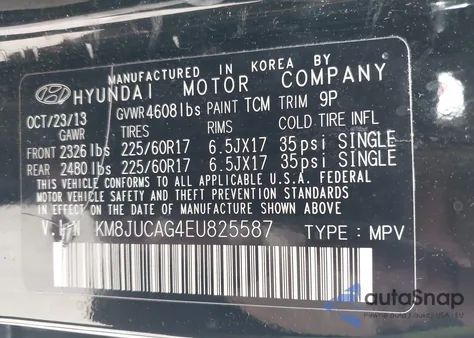 MANUFACTURED IN KOREA BY
HYUNDAI MOTOR COMPANY
OCT/23/13 GVWR 4608lbs PAINT TCM TRIM 9P
GAWR TIRES RIMS COLD TIRE INFL
FRONT 2326lbs 225/60R17 6.5JX17 35psi SINGLE
REAR 2480lbs 225/60R17 6.5JX17 35psi SINGLE
THIS VEHICLE CONFORMS TO ALL APPLICABLE FEDERAL
MOTOR VEHICLE SAFETY AND THEFT PREVENTION STANDARDS
IN EFFECT ON THE DATE OF MANUFACTURE SHOWN ABOVE.
V.I.N KM8JUCAG4EU825587 TYPE : MPV
autoSnap